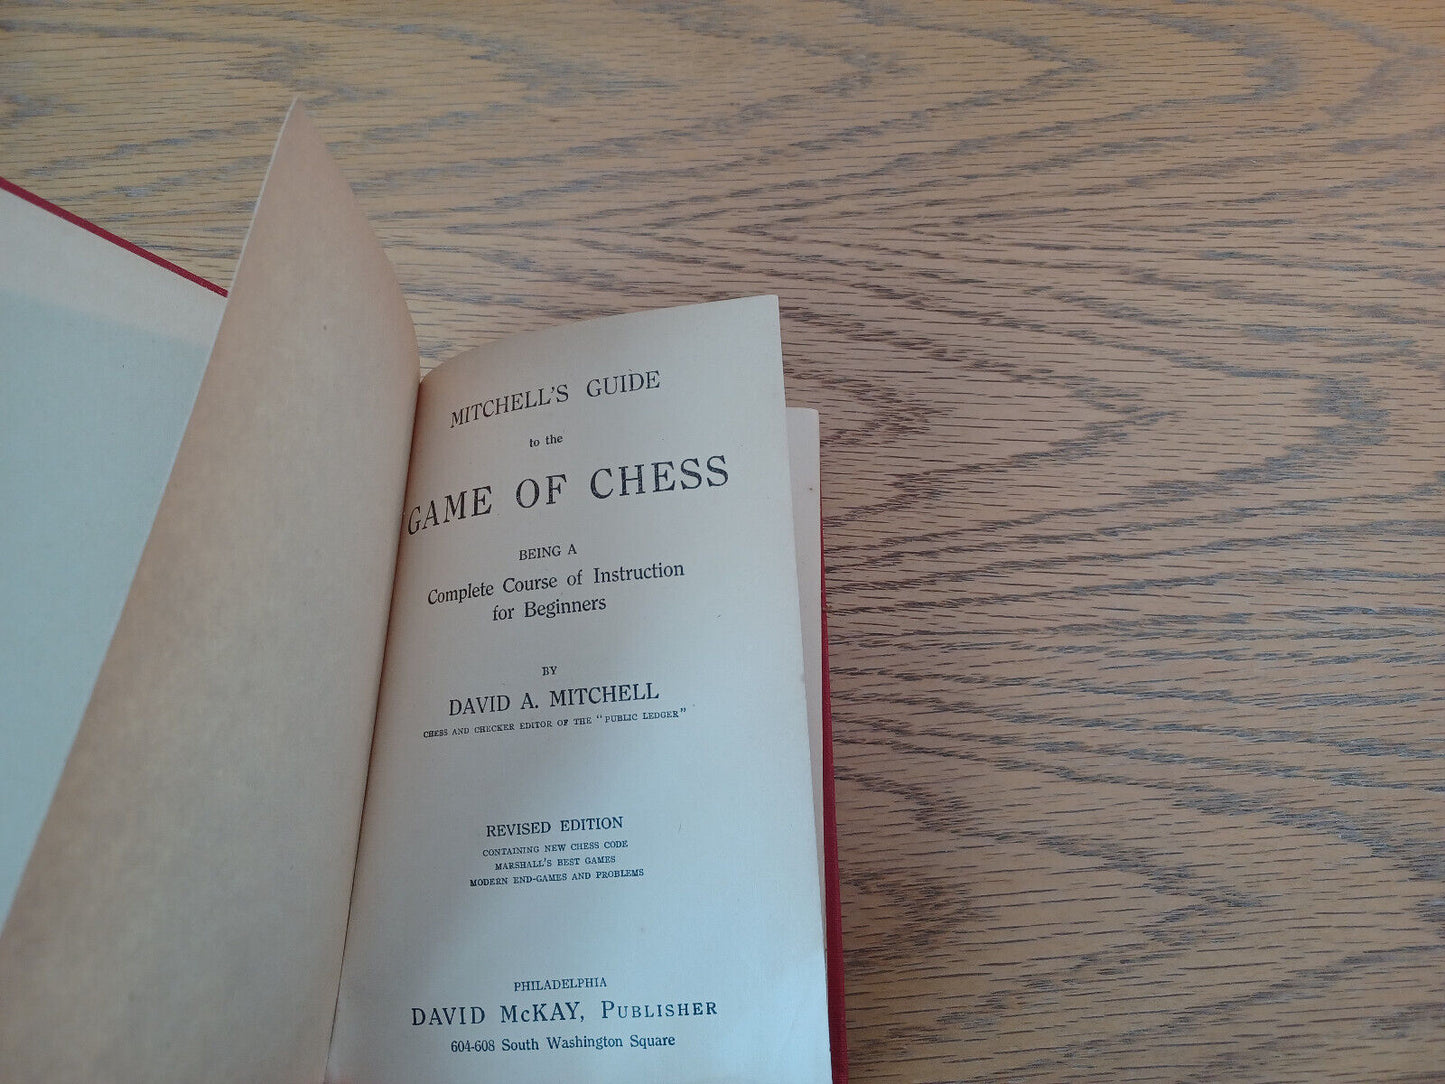 MITCHELL'S GUIDE
to the
GAME OF CHESS
BEING A
Complete Course of Instruction
for Beginners
BY
DAVID A. MITCHELL
CHESS AND CHECKER EDITOR OF THE "PUBLIC LEDGER"
REVISED EDITION
CONTAINING NEW CHESS CODE
MARSHALL'S BEST GAMES
MODERN END-GAMES AND PROBLEMS
PHILADELPHIA
DAVID McKAY, PUBLISHER
604-608 South Washington Square